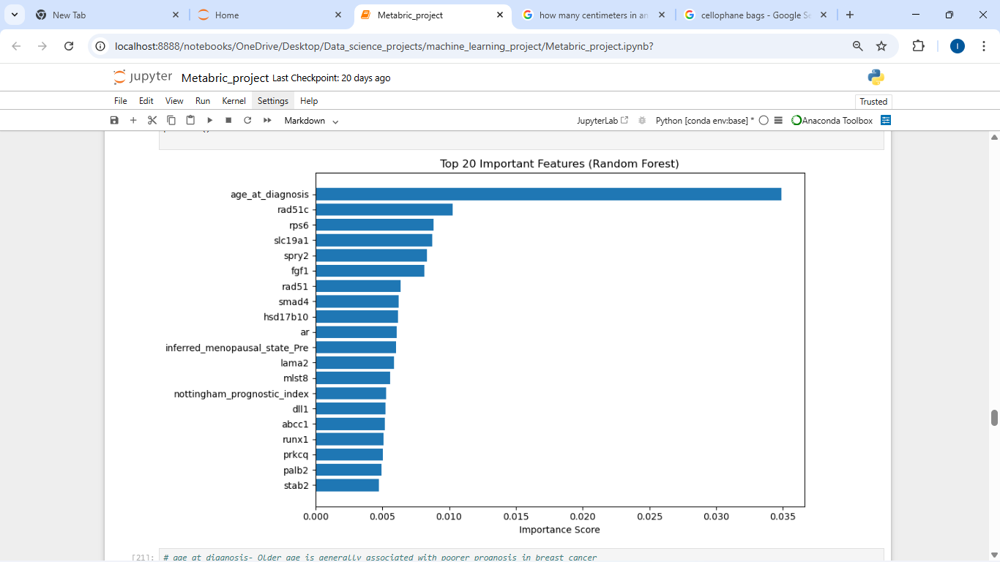 New Tab
Home
Metabric_project
how many centimeters in an
cellophane bags - Google Se
localhost:8888/notebooks/OneDrive/Desktop/Data_science_projects/machine_learning_project/Metabric_project.ipynb?
I
jupyter Metabric_project Last Checkpoint: 20 days ago
File Edit View Run Kernel Settings Help
Trusted
Markdown
JupyterLab
Python [conda env:base] *
Anaconda Toolbox
Top 20 Important Features (Random Forest)
age_at_diagnosis
rad51c
rps6
slc19a1
spry2
fgf1
rad51
smad4
hsd17b10
ar
inferred_menopausal_state_Pre
lama2
mlst8
nottingham_prognostic_index
dll1
abcc1
runx1
prkcq
palb2
stab2
0.000 0.005 0.010 0.015 0.020 0.025 0.030 0.035
Importance Score
[21]: # age at diagnosis- Older age is generally associated with poorer prognosis in breast cancer